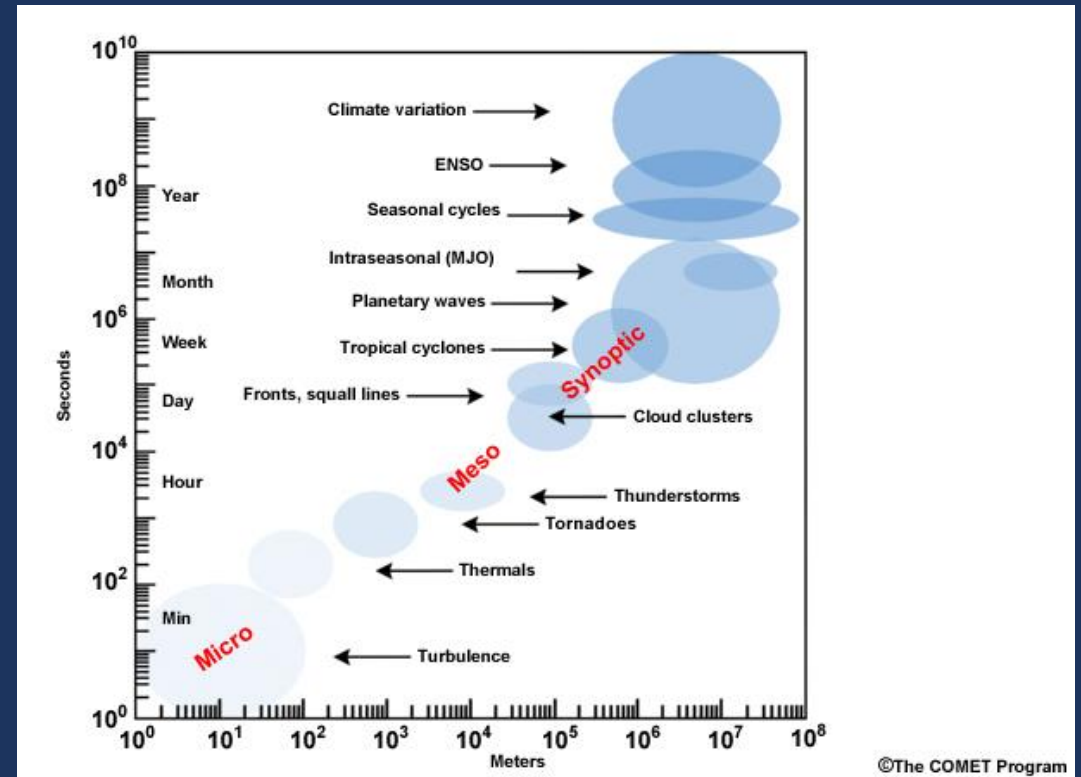 10¹⁰
Climate variation
ENSO
10⁸
Year
Seasonal cycles
Intraseasonal (MJO)
Month
Planetary waves
10⁶
Week
Tropical cyclones
Synoptic
Seconds
Fronts, squall lines
Day
Cloud clusters
10⁴
Meso
Hour
Thunderstorms
Tornadoes
Thermals
10²
Min
Micro
Turbulence
10⁰
10⁰ 10¹ 10² 10³ 10⁴ 10⁵ 10⁶ 10⁷ 10⁸
Meters
©The COMET Program